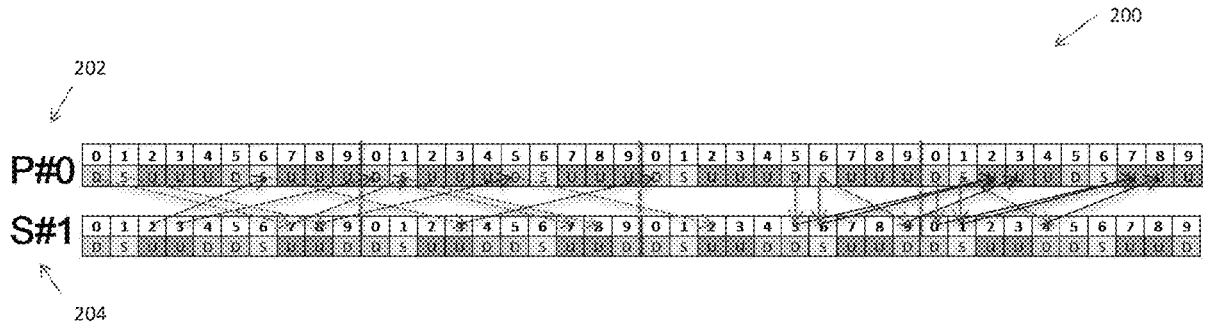 200
202
P#0 0 1 2 3 4 5 6 7 8 9 0 1 2 3 4 5 6 7 8 9 0 1 2 3 4 5 6 7 8 9 0 1 2 3 4 5 6 7 8 9
D S U U U D U U U D U U U D S U U U D S U U U D S U U U D S U U D S U
S#1 0 1 2 3 4 5 6 7 8 9 0 1 2 3 4 5 6 7 8 9 0 1 2 3 4 5 6 7 8 9 0 1 2 3 4 5 6 7 8 9
D S U U D D S U U D D S U U D D S U U D D S U U D D S U U D D S U U D D S U U D
204